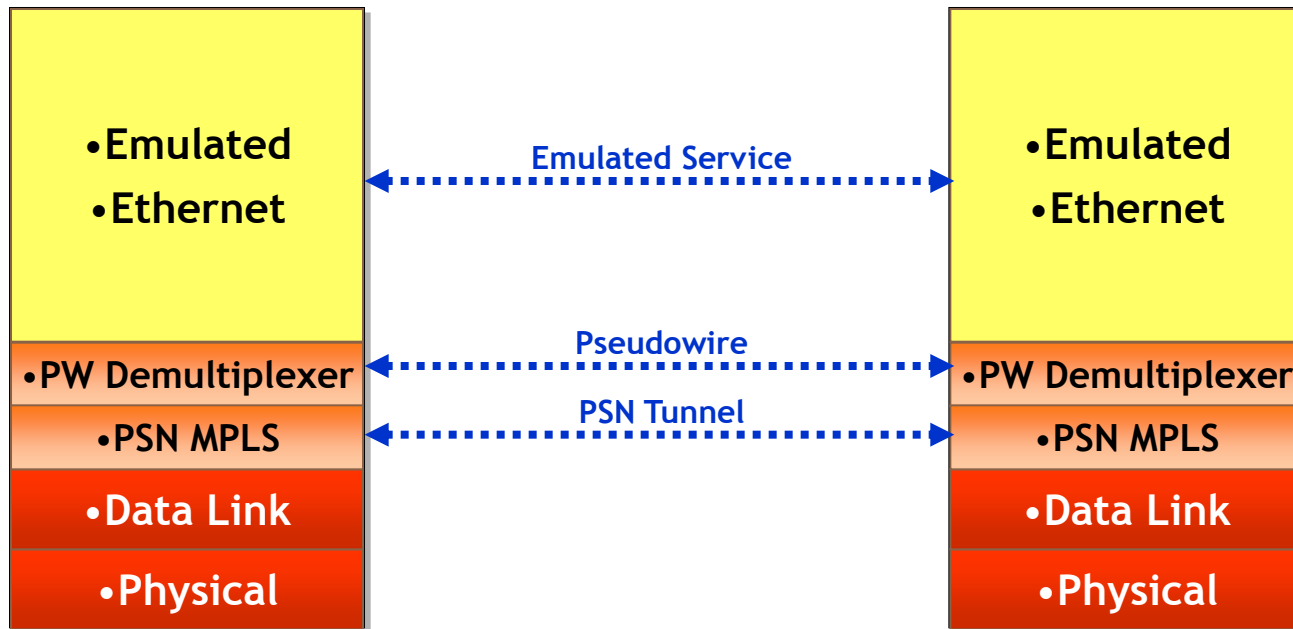 •Emulated
•Ethernet
•PW Demultiplexer
•PSN MPLS
•Data Link
•Physical
Emulated Service
Pseudowire
PSN Tunnel
•Emulated
•Ethernet
•PW Demultiplexer
•PSN MPLS
•Data Link
•Physical